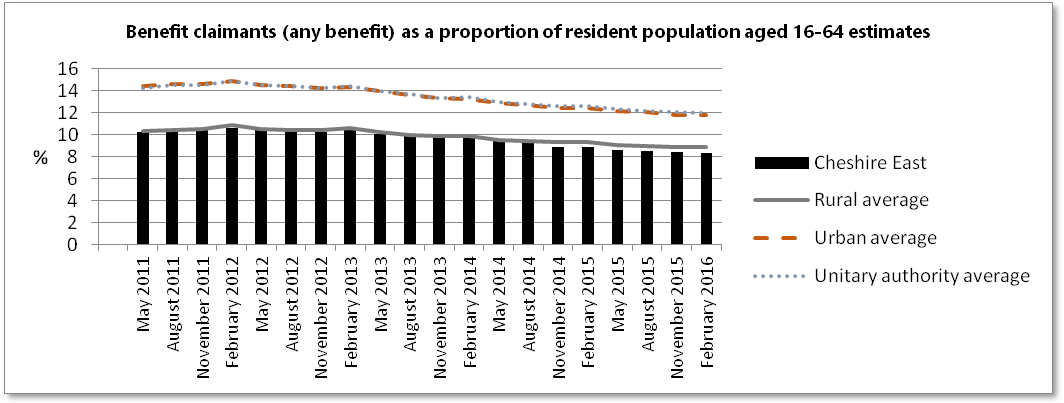 Benefit claimants (any benefit) as a proportion of resident population aged 16-64 estimates
16
14
12
10
8
6
4
2
0
%
May 2011
August 2011
November 2011
February 2012
May 2012
August 2012
November 2012
February 2013
May 2013
August 2013
November 2013
February 2014
May 2014
August 2014
November 2014
February 2015
May 2015
August 2015
November 2015
February 2016
Cheshire East
Rural average
Urban average
Unitary authority average